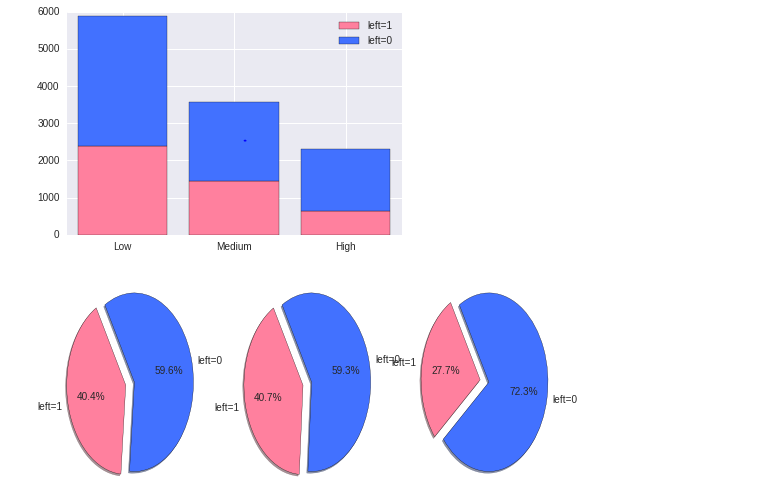 6000
left=1
left=0
5000
4000
3000
2000
1000
0
Low Medium High
left=0 left=0 left=1
59.6% 59.3% 27.7%
40.4% 40.7% 72.3%
left=1 left=1 left=0